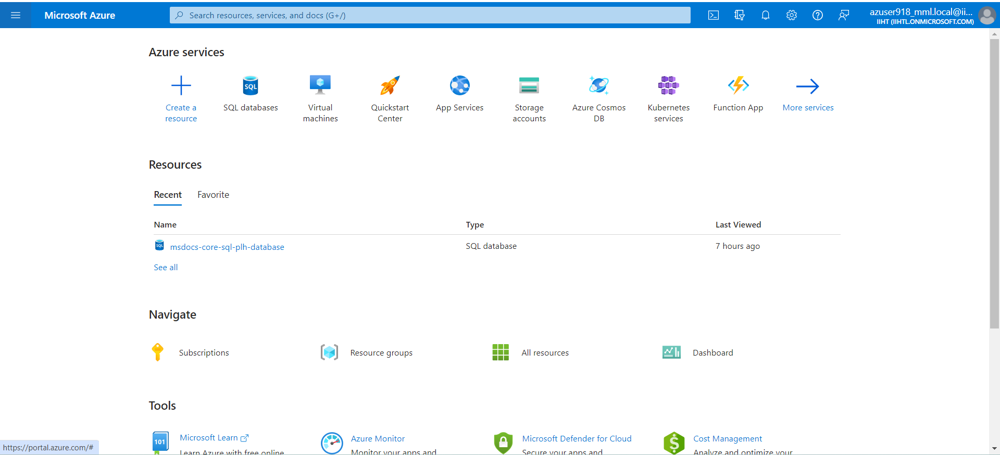 Microsoft Azure
Search resources, services, and docs (G+/)
azuser918_mml.local@ii...
IIHT (IIHTL.ONMICROSOFT.COM)
Azure services
Create a
resource
SQL
SQL databases
Virtual
machines
Quickstart
Center
App Services
Storage
accounts
Azure Cosmos
DB
Kubernetes
services
Function App
More services
Resources
Recent
Favorite
Name
Type
Last Viewed
SQL
msdocs-core-sql-plh-database
SQL database
7 hours ago
See all
Navigate
Subscriptions
Resource groups
All resources
Dashboard
Tools
101
Microsoft Learn
Learn Azure with free online
Azure Monitor
Monitor your apps and
Microsoft Defender for Cloud
Secure your apps and
$
Cost Management
Analyze and optimize your
https://portal.azure.com/#